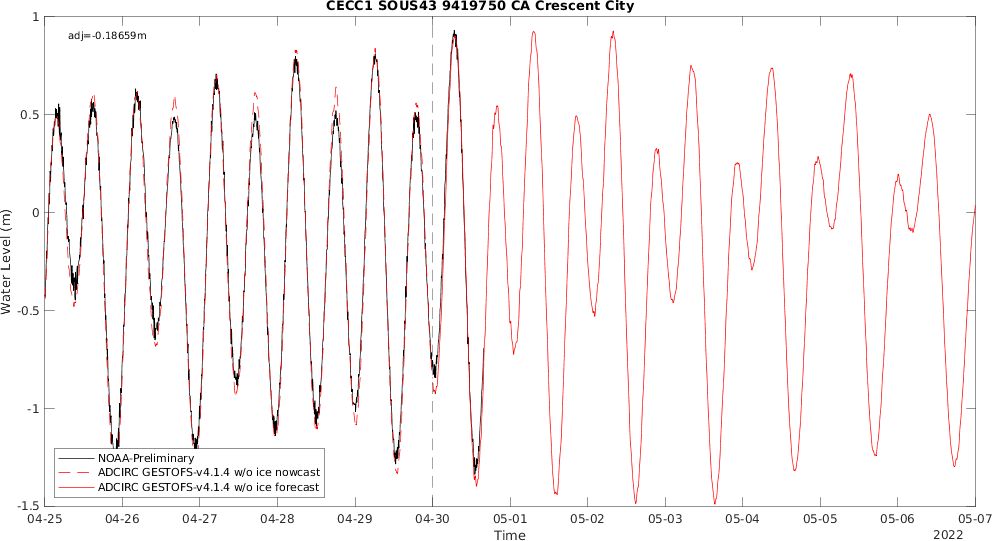 CECC1 SOUS43 9419750 CA Crescent City
adj=-0.18659m
1
0.5
0
-0.5
-1
-1.5
Water Level (m)
NOAA-Preliminary
ADCIRC GESTOFS-v4.1.4 w/o ice nowcast
ADCIRC GESTOFS-v4.1.4 w/o ice forecast
04-25 04-26 04-27 04-28 04-29 04-30 05-01 05-02 05-03 05-04 05-05 05-06 05-07
Time
2022